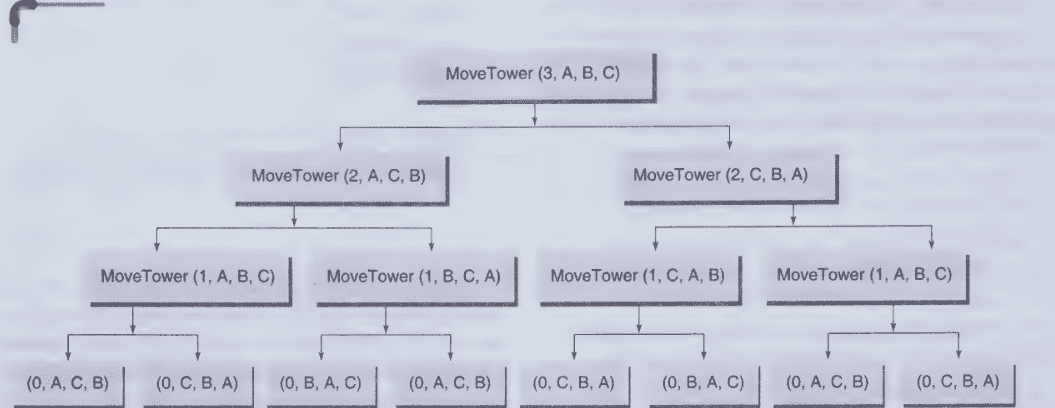 MoveTower (3, A, B, C)
MoveTower (2, A, C, B)
MoveTower (2, C, B, A)
MoveTower (1, A, B, C)
MoveTower (1, B, C, A)
MoveTower (1, C, A, B)
MoveTower (1, A, B, C)
(0, A, C, B)
(0, C, B, A)
(0, B, A, C)
(0, A, C, B)
(0, C, B, A)
(0, B, A, C)
(0, A, C, B)
(0, C, B, A)